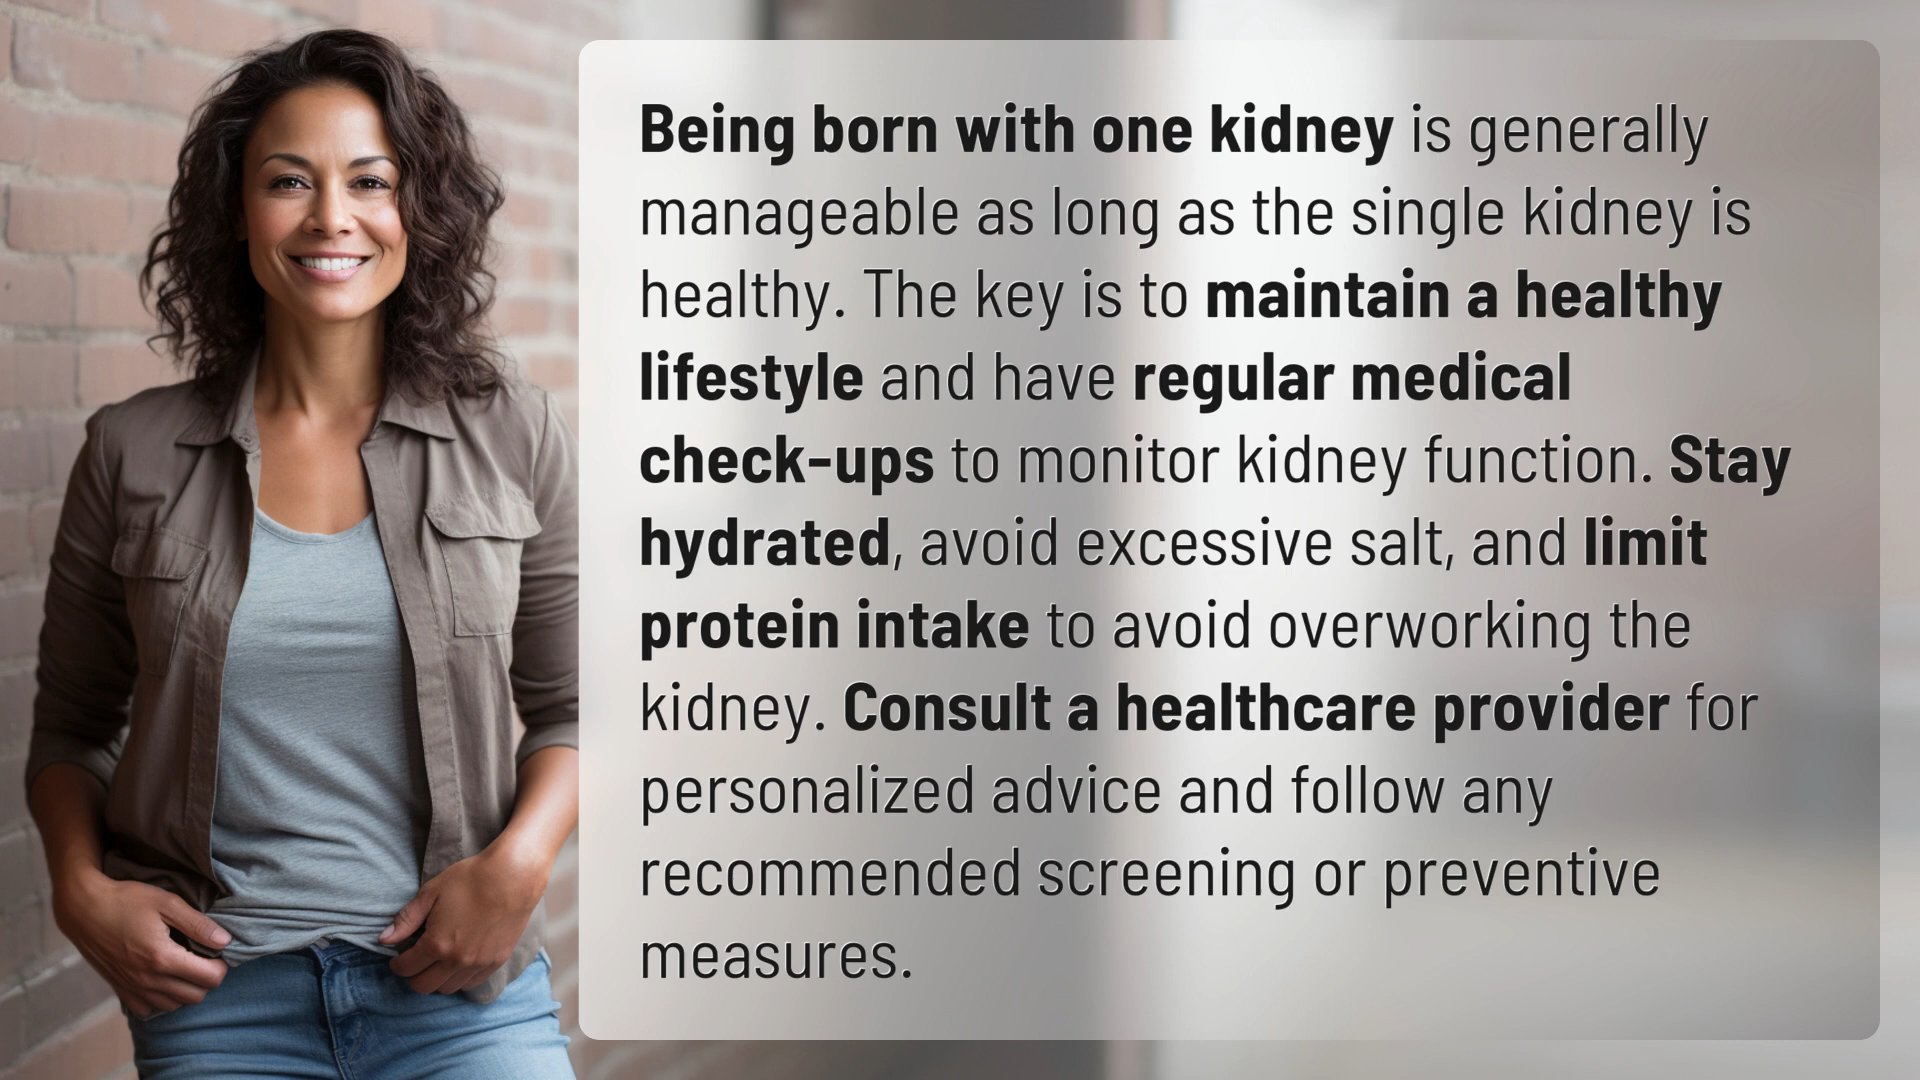 Being born with one kidney is generally
manageable as long as the single kidney is
healthy. The key is to maintain a healthy
lifestyle and have regular medical
check-ups to monitor kidney function. Stay
hydrated, avoid excessive salt, and limit
protein intake to avoid overworking the
kidney. Consult a healthcare provider for
personalized advice and follow any
recommended screening or preventive
measures.